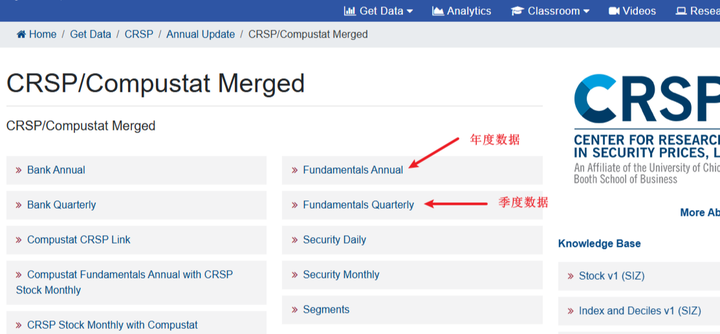 Get Data Analytics Classroom Videos
Home / Get Data / CRSP / Annual Update / CRSP/Compustat Merged
CRSP/Compustat Merged
CRSP/Compustat Merged
» Bank Annual
» Bank Quarterly
» Compustat CRSP Link
» Compustat Fundamentals Annual with CRSP
Stock Monthly
» CRSP Stock Monthly with Compustat
年度数据
» Fundamentals Annual
» Fundamentals Quarterly
季度数据
» Security Daily
» Security Monthly
» Segments
CENTER FOR RESEARC
IN SECURITY PRICES, L
An Affiliate of the University of Chic
Booth School of Business
More Ab
Knowledge Base
» Stock v1 (SIZ)
» Index and Deciles v1 (SIZ)